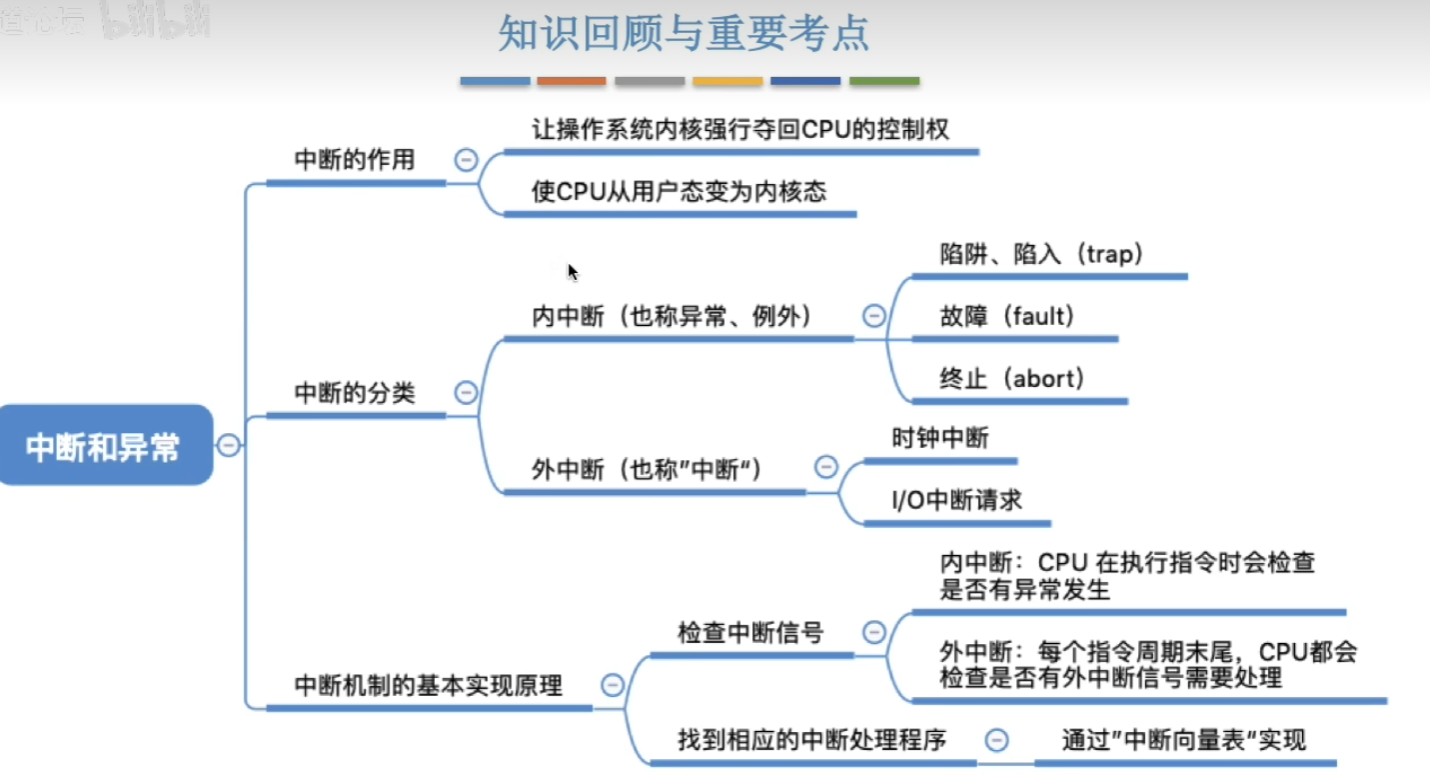 bilibili
知识回顾与重要考点
让操作系统内核强行夺回CPU的控制权
中断的作用
使CPU从用户态变为内核态
陷阱、陷入（trap）
内中断（也称异常、例外）
故障（fault）
终止（abort）
中断的分类
中断和异常
时钟中断
外中断（也称”中断“）
I/O中断请求
内中断：CPU 在执行指令时会检查
是否有异常发生
检查中断信号
外中断：每个指令周期末尾，CPU都会
检查是否有外中断信号需要处理
中断机制的基本实现原理
找到相应的中断处理程序
通过”中断向量表“实现